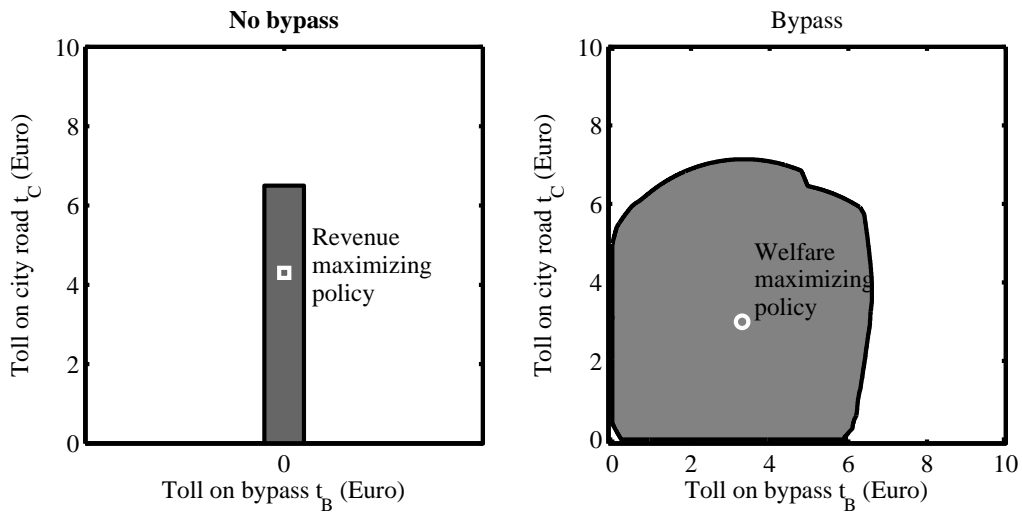 No bypass
10
8
6
4
2
0
0
Toll on city road t_C (Euro)
Toll on bypass t_B (Euro)
Revenue
maximizing
policy
Bypass
10
8
6
4
2
0
0 2 4 6 8 10
Toll on city road t_C (Euro)
Toll on bypass t_B (Euro)
Welfare
maximizing
policy